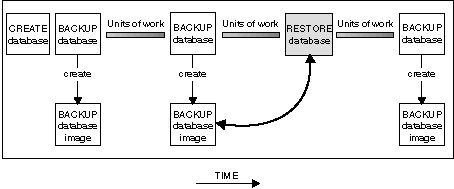 CREATE
database
BACKUP
database
Units of work
BACKUP
database
Units of work
RESTORE
database
Units of work
BACKUP
database
create
create
create
BACKUP
database
image
BACKUP
database
image
BACKUP
database
image
TIME